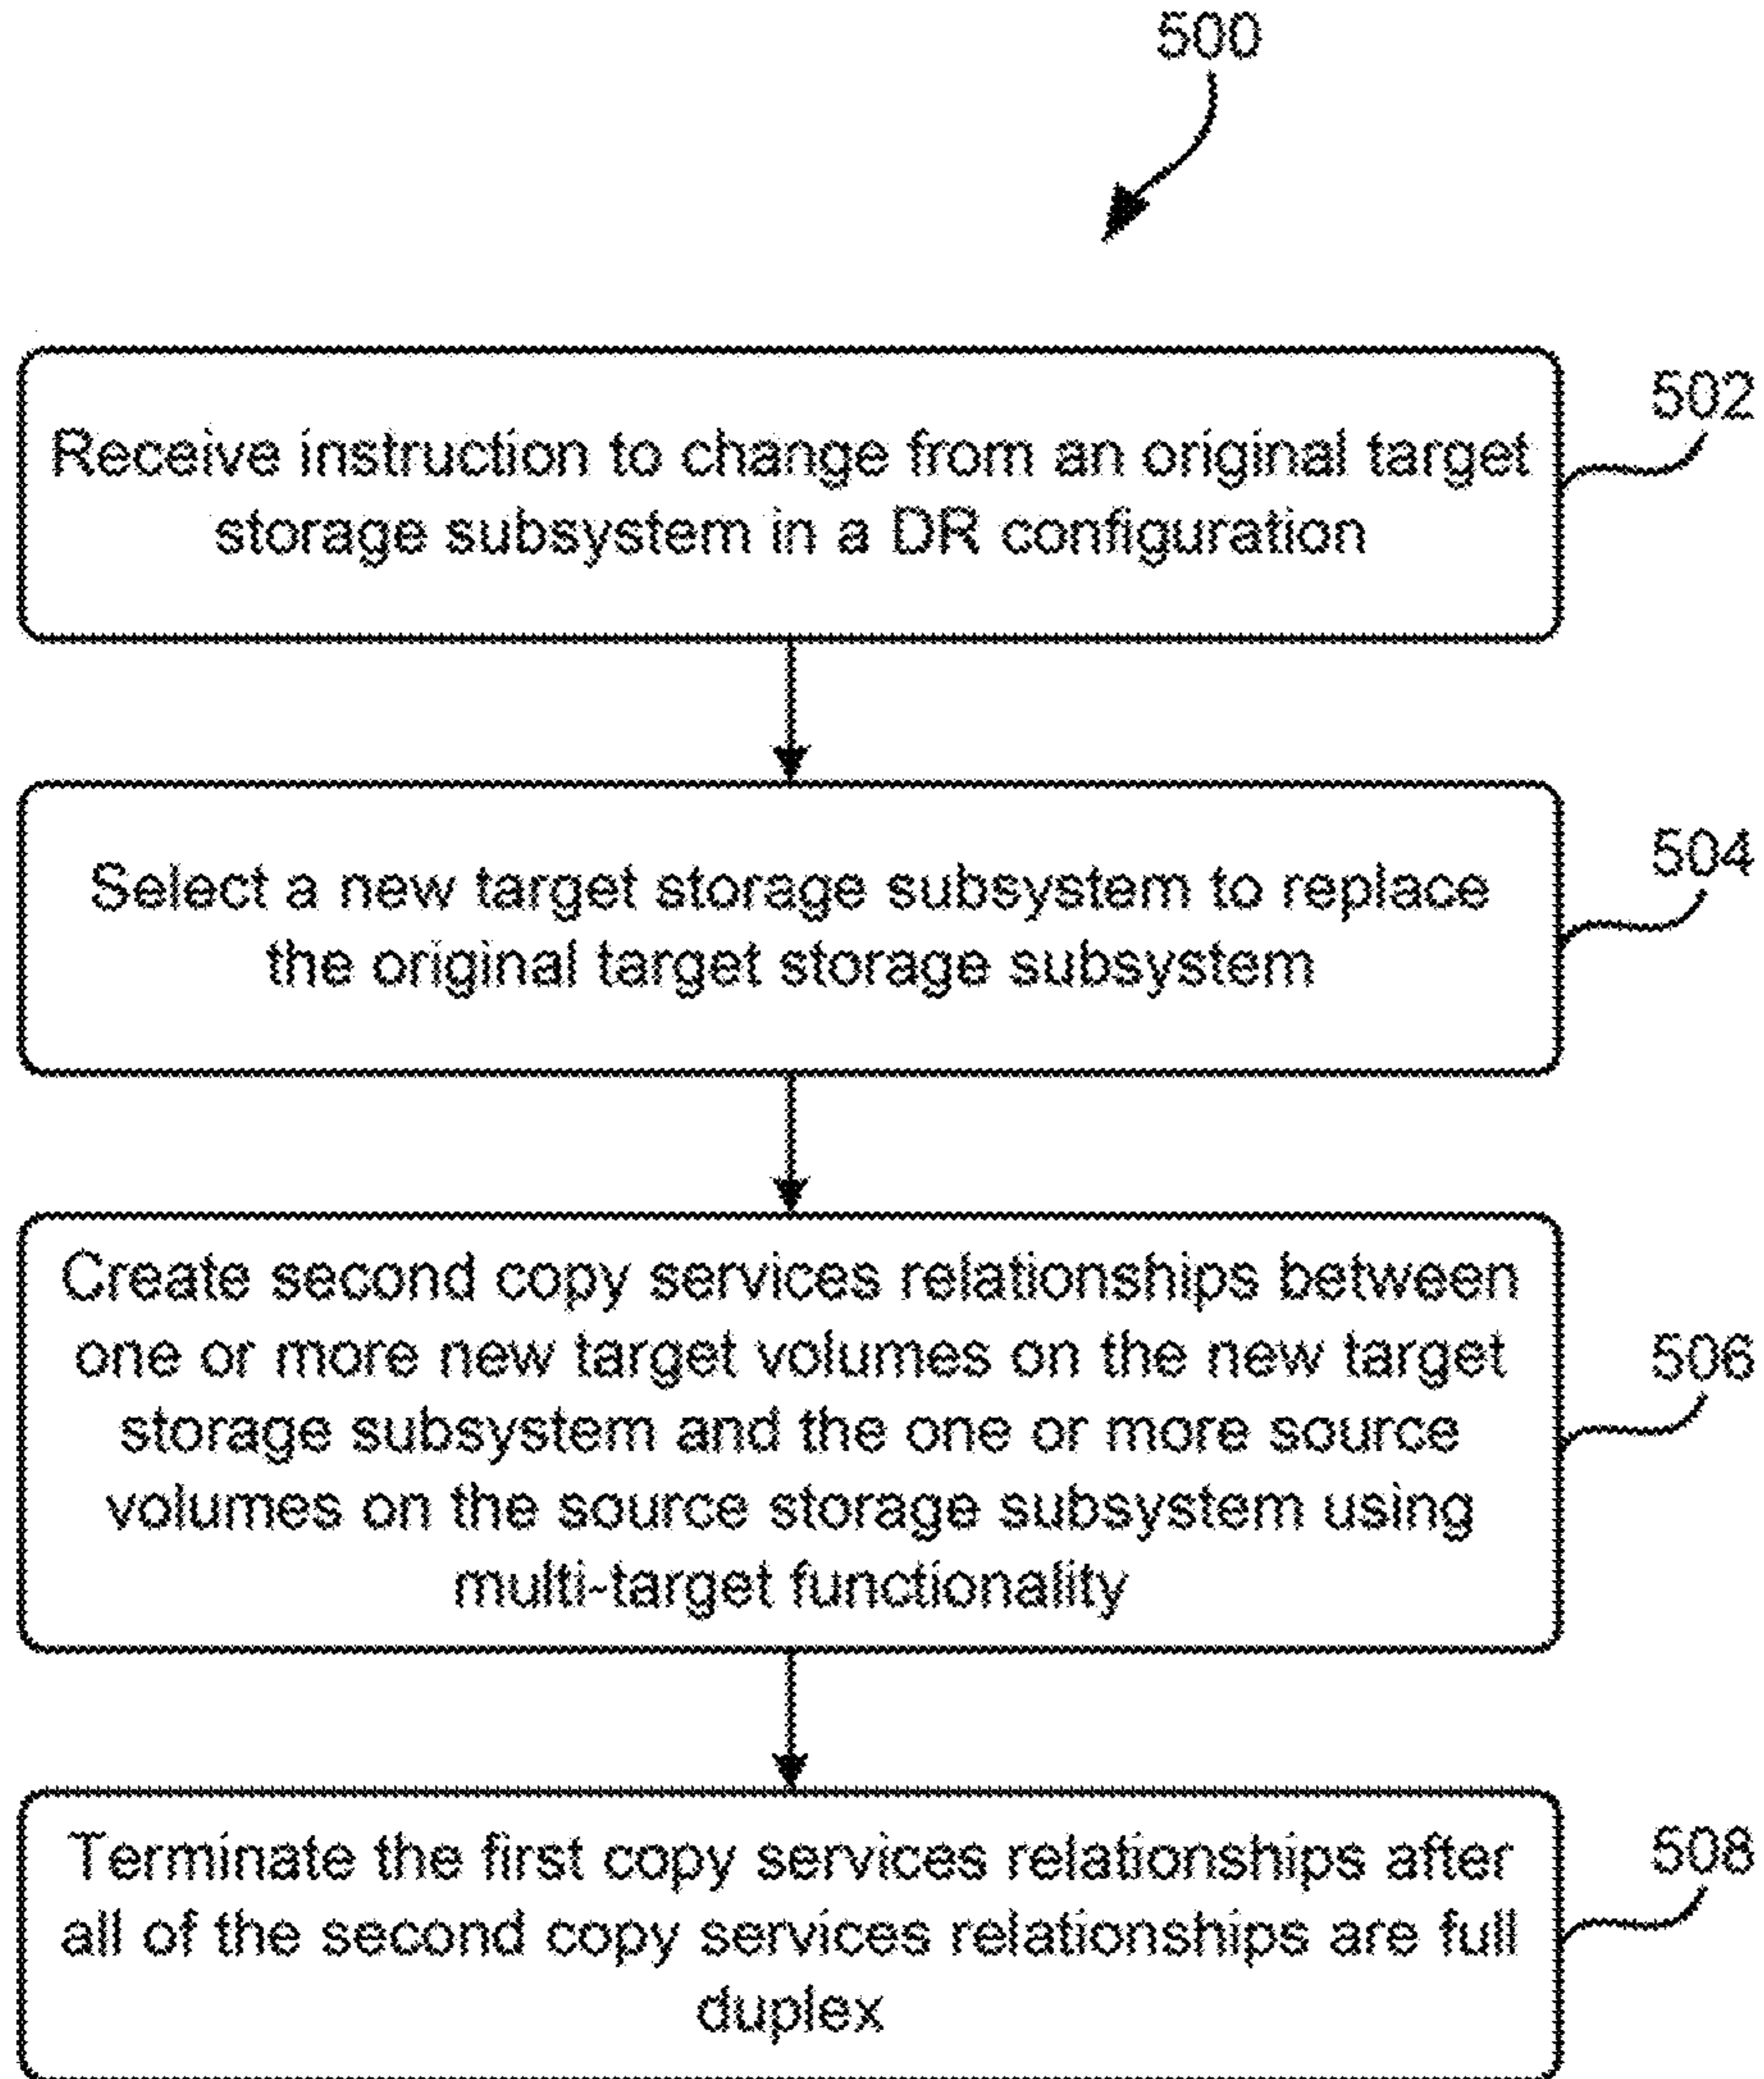 500
Receive instruction to change from an original target
storage subsystem in a DR configuration
502
Select a new target storage subsystem to replace
the original target storage subsystem
504
Create second copy services relationships between
one or more new target volumes on the new target
storage subsystem and the one or more source
volumes on the source storage subsystem using
multi-target functionality
506
Terminate the first copy services relationships after
all of the second copy services relationships are full
duplex
508